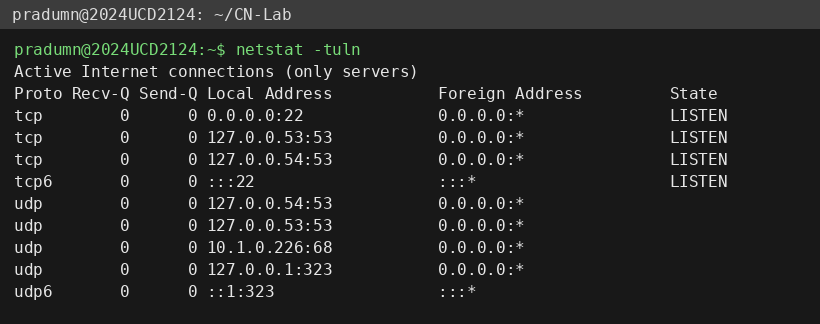 pradumn@2024UCD2124: ~/CN-Lab
pradumn@2024UCD2124:~$ netstat -tuln
Active Internet connections (only servers)
Proto Recv-Q Send-Q Local Address           Foreign Address         State
tcp        0      0 0.0.0.0:22              0.0.0.0:*               LISTEN
tcp        0      0 127.0.0.53:53           0.0.0.0:*               LISTEN
tcp        0      0 127.0.0.54:53           0.0.0.0:*               LISTEN
tcp6       0      0 :::22                   :::*                    LISTEN
udp        0      0 127.0.0.54:53           0.0.0.0:*
udp        0      0 127.0.0.53:53           0.0.0.0:*
udp        0      0 10.1.0.226:68           0.0.0.0:*
udp        0      0 127.0.0.1:323           0.0.0.0:*
udp6       0      0 ::1:323                 :::*